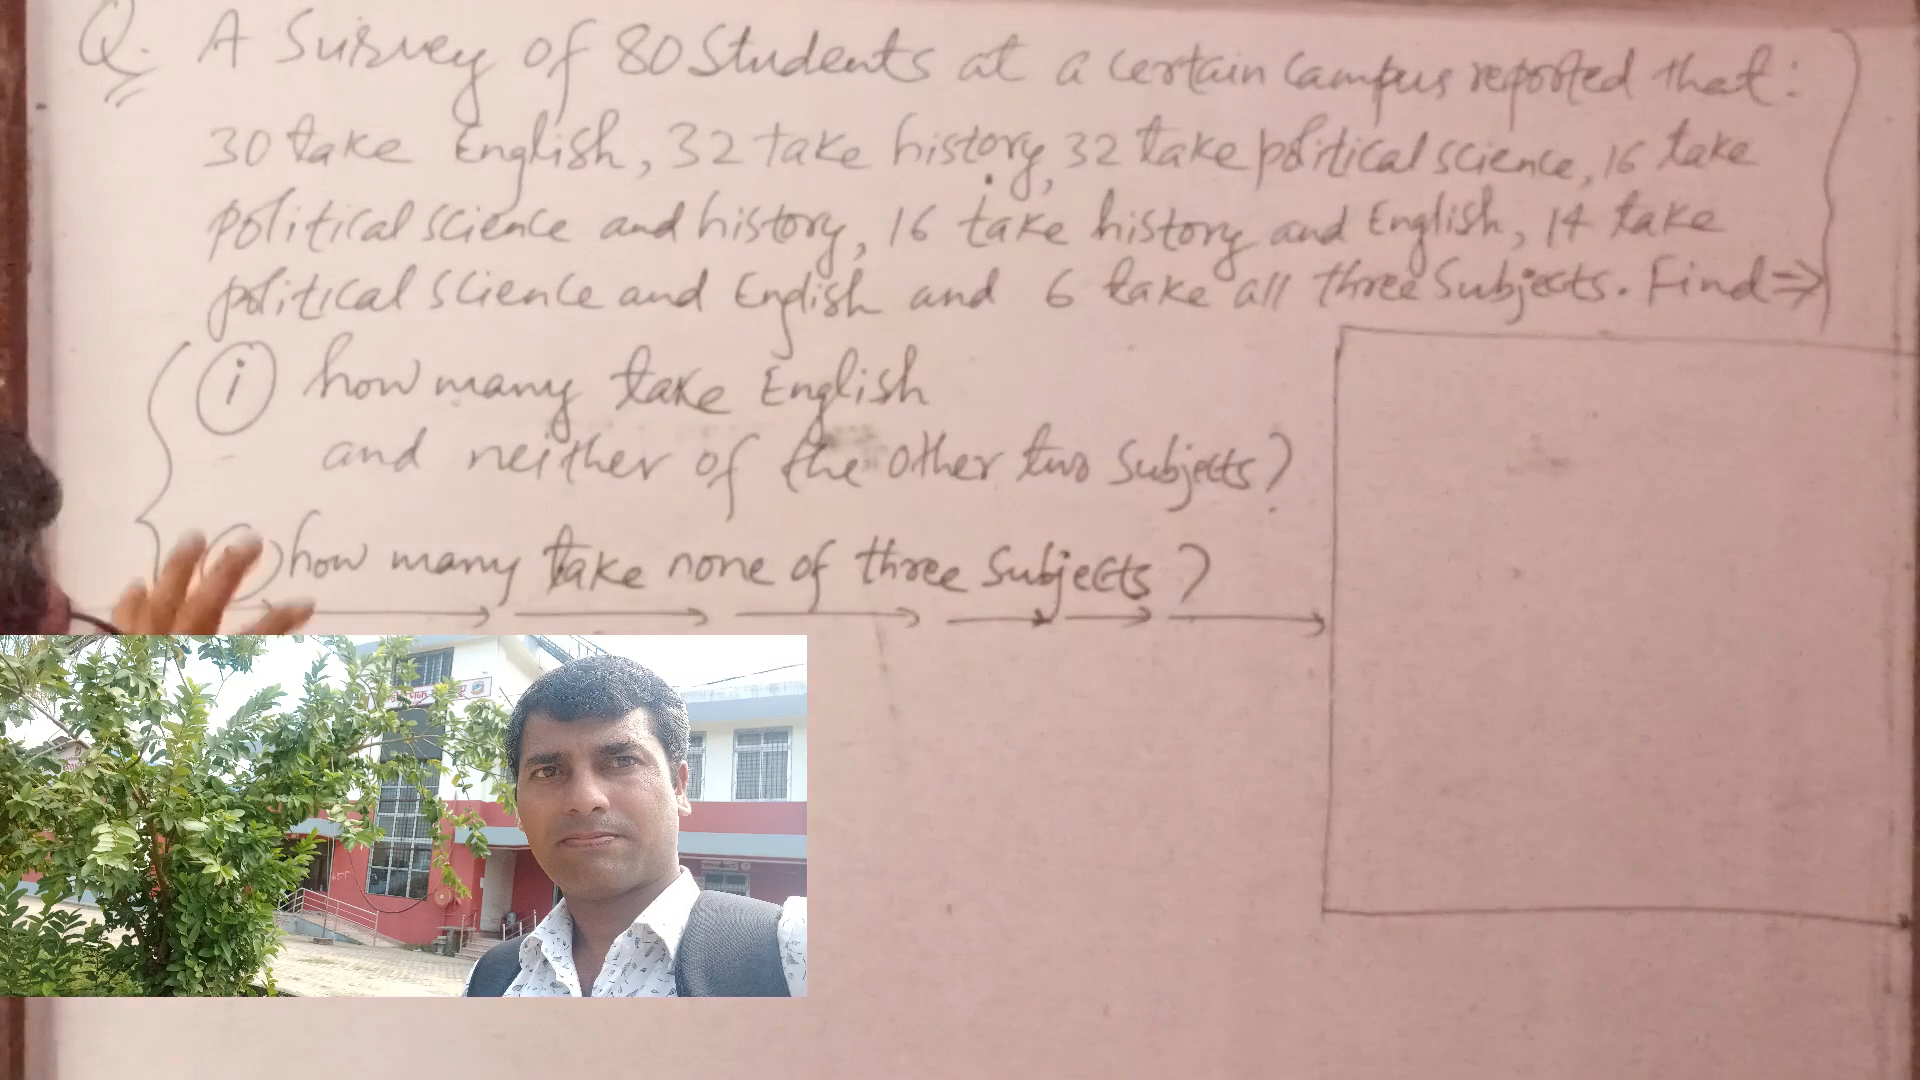 Q. A Survey of 80 Students at a certain Campus reported that:
30 take English, 32 take history, 32 take political science, 16 take
political science and history, 16 take history and English, 14 take
political science and English and 6 take all three Subjects. Find ⇒
(i) how many take English
and neither of the other two Subjects?
how many take none of three Subjects?